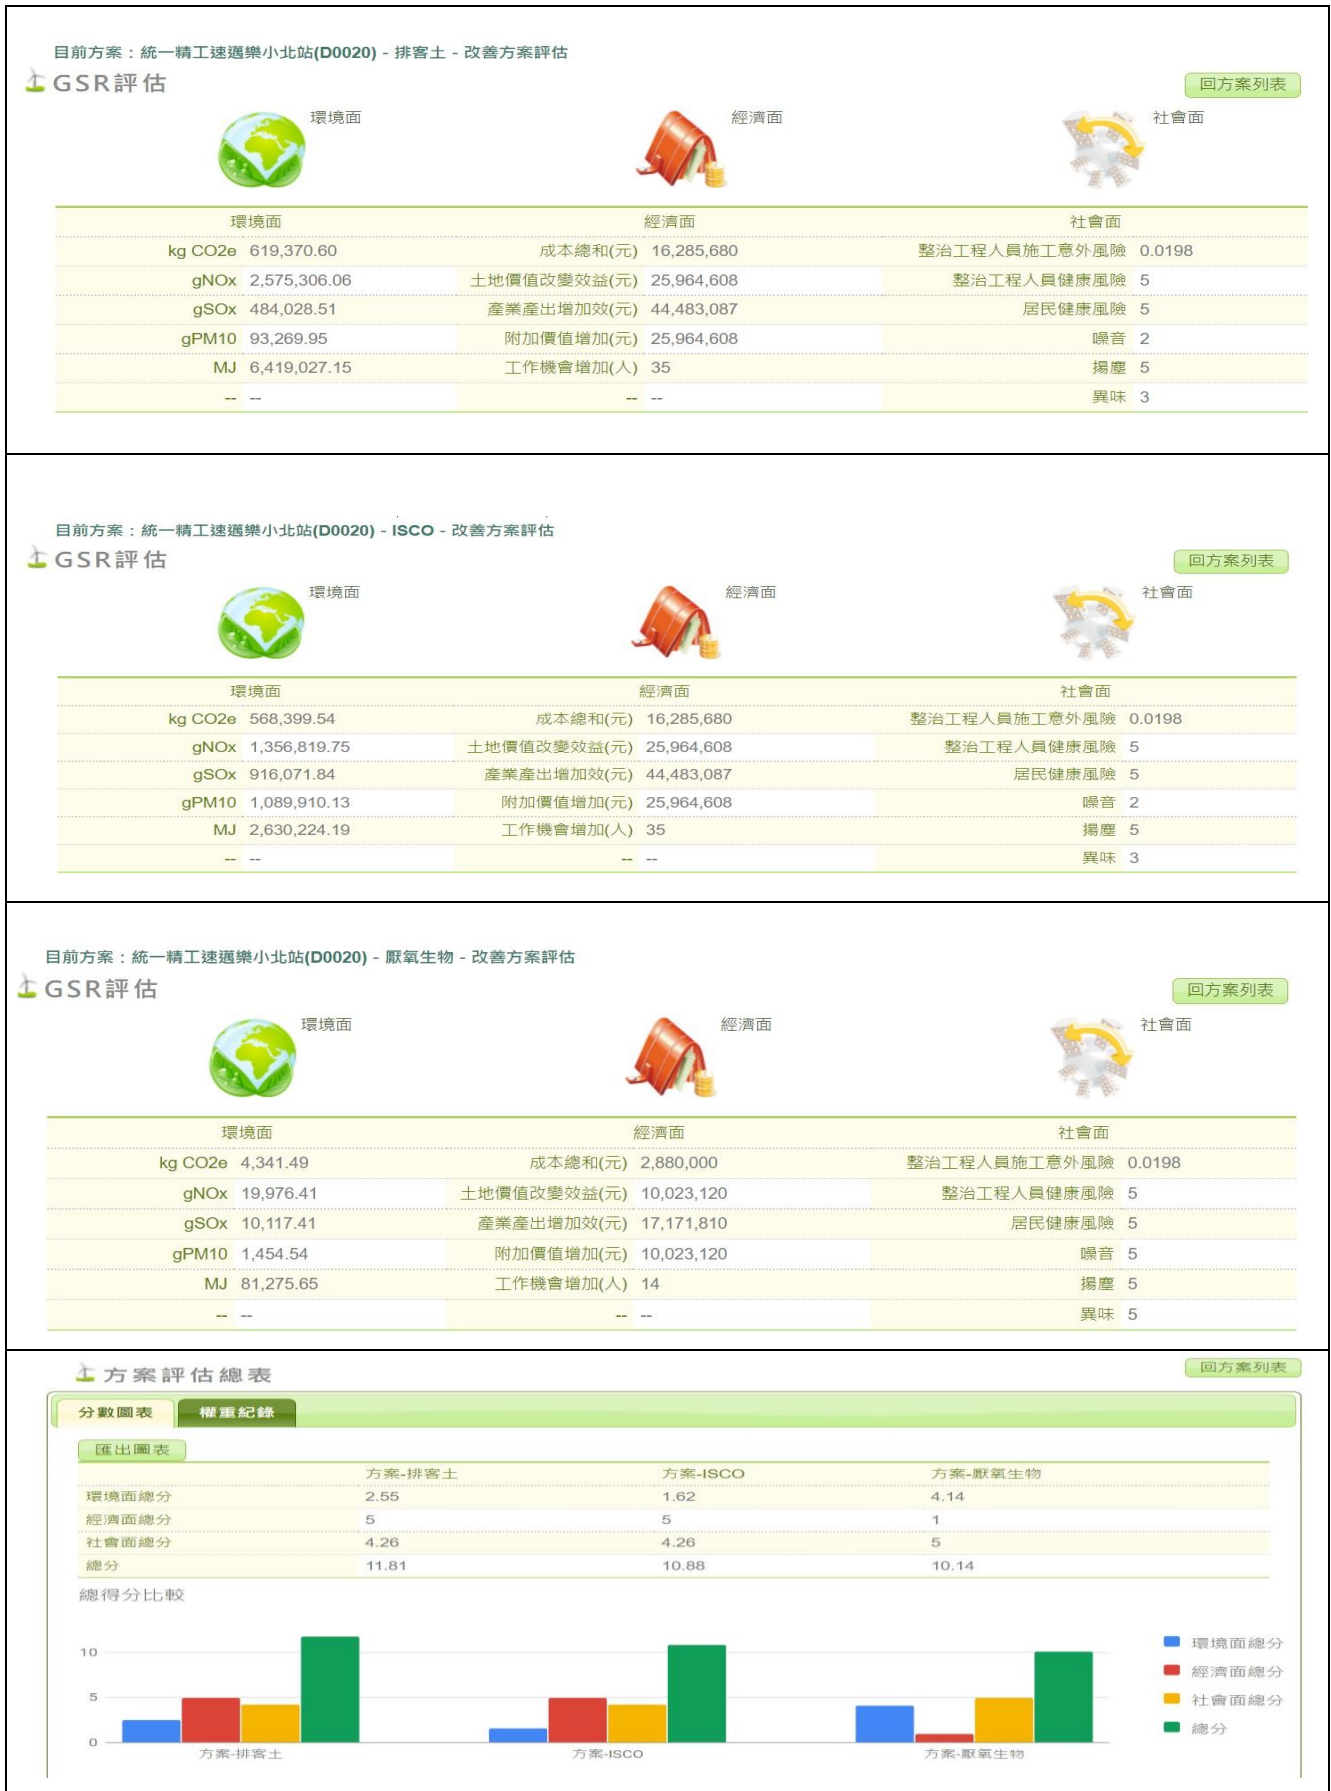 目前方案：統一精工速邁樂小北站(D0020) - 排客土 - 改善方案評估
GSR評估
回方案列表
環境面 經濟面 社會面
環境面 經濟面 社會面
kg CO2e 619,370.60 成本總和(元) 16,285,680 整治工程人員施工意外風險 0.0198
gNOx 2,575,306.06 土地價值改變效益(元) 25,964,608 整治工程人員健康風險 5
gSOx 484,028.51 產業產出增加效(元) 44,483,087 居民健康風險 5
gPM10 93,269.95 附加價值增加(元) 25,964,608 噪音 2
MJ 6,419,027.15 工作機會增加(人) 35 揚塵 5
-- -- -- -- 異味 3
目前方案：統一精工速邁樂小北站(D0020) - ISCO - 改善方案評估
GSR評估
回方案列表
環境面 經濟面 社會面
環境面 經濟面 社會面
kg CO2e 568,399.54 成本總和(元) 16,285,680 整治工程人員施工意外風險 0.0198
gNOx 1,356,819.75 土地價值改變效益(元) 25,964,608 整治工程人員健康風險 5
gSOx 916,071.84 產業產出增加效(元) 44,483,087 居民健康風險 5
gPM10 1,089,910.13 附加價值增加(元) 25,964,608 噪音 2
MJ 2,630,224.19 工作機會增加(人) 35 揚塵 5
-- -- -- -- 異味 3
目前方案：統一精工速邁樂小北站(D0020) - 厭氧生物 - 改善方案評估
GSR評估
回方案列表
環境面 經濟面 社會面
環境面 經濟面 社會面
kg CO2e 4,341.49 成本總和(元) 2,880,000 整治工程人員施工意外風險 0.0198
gNOx 19,976.41 土地價值改變效益(元) 10,023,120 整治工程人員健康風險 5
gSOx 10,117.41 產業產出增加效(元) 17,171,810 居民健康風險 5
gPM10 1,454.54 附加價值增加(元) 10,023,120 噪音 5
MJ 81,275.65 工作機會增加(人) 14 揚塵 5
-- -- -- -- 異味 5
方案評估總表
回方案列表
分數圖表 權重紀錄
匯出圖表
方案-排客土 方案-ISCO 方案-厭氧生物
環境面總分 2.55 1.62 4.14
經濟面總分 5 5 1
社會面總分 4.26 4.26 5
總分 11.81 10.88 10.14
總得分比較
10
5
0
方案-排客土 方案-ISCO 方案-厭氧生物
環境面總分
經濟面總分
社會面總分
總分